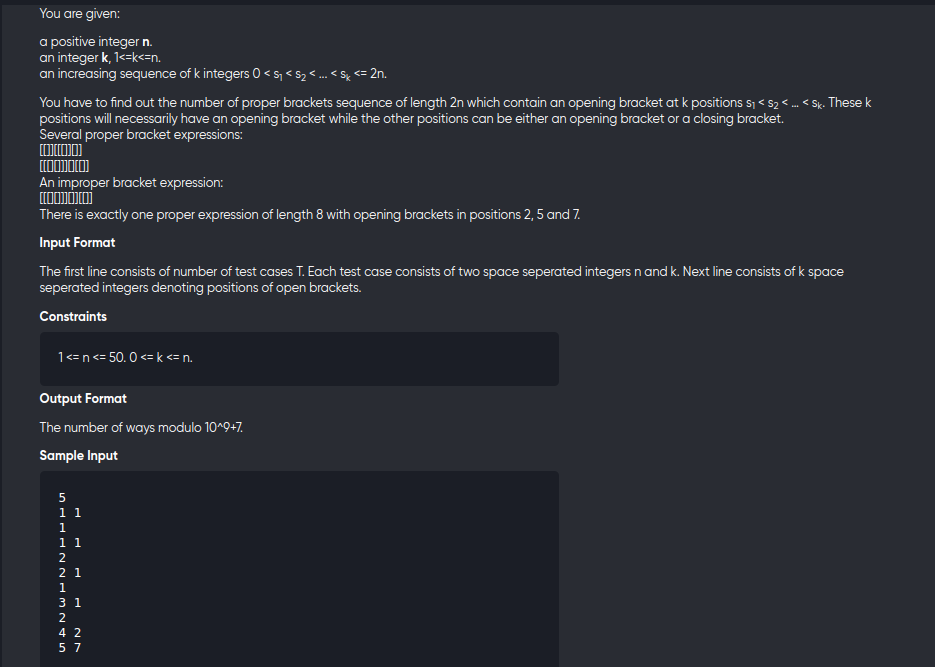 You are given:
a positive integer n.
an integer k, 1<=k<=n.
an increasing sequence of k integers 0 < s1 < s2 < ... < sk <= 2n.
You have to find out the number of proper brackets sequence of length 2n which contain an opening bracket at k positions s1 < s2 < ... < sk. These k
positions will necessarily have an opening bracket while the other positions can be either an opening bracket or a closing bracket.
Several proper bracket expressions:
An improper bracket expression:
There is exactly one proper expression of length 8 with opening brackets in positions 2, 5 and 7.
Input Format
The first line consists of number of test cases T. Each test case consists of two space seperated integers n and k. Next line consists of k space
seperated integers denoting positions of open brackets.
Constraints
1 <= n <= 50. 0 <= k <= n.
Output Format
The number of ways modulo 10^9+7.
Sample Input
5
1 1
1
1 1
2
2 1
1
3 1
2
4 2
5 7